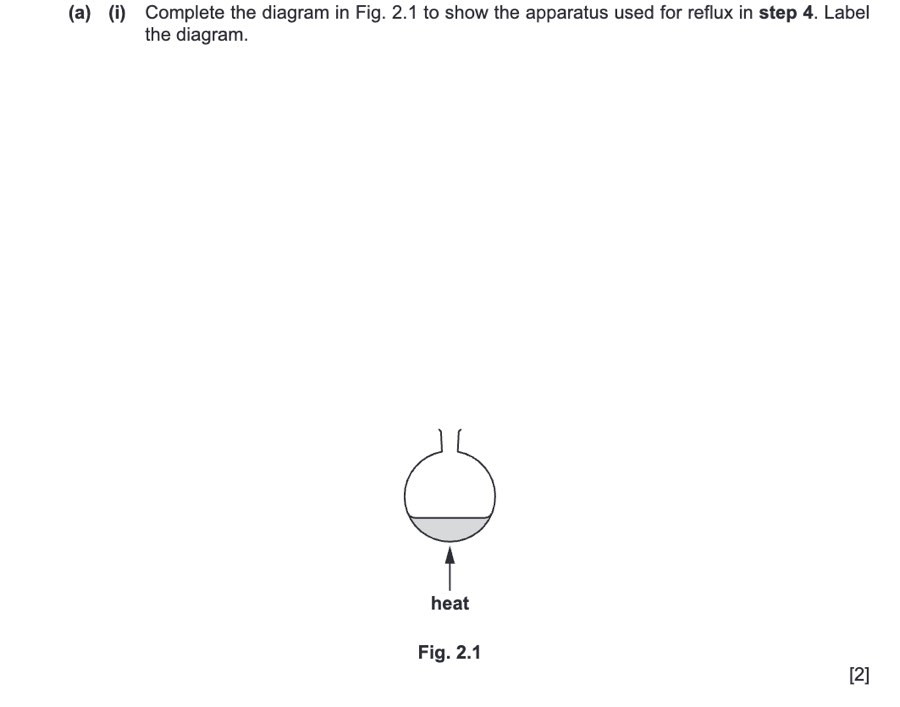 (a) (i) Complete the diagram in Fig. 2.1 to show the apparatus used for reflux in step 4. Label
the diagram.
heat
Fig. 2.1
[2]